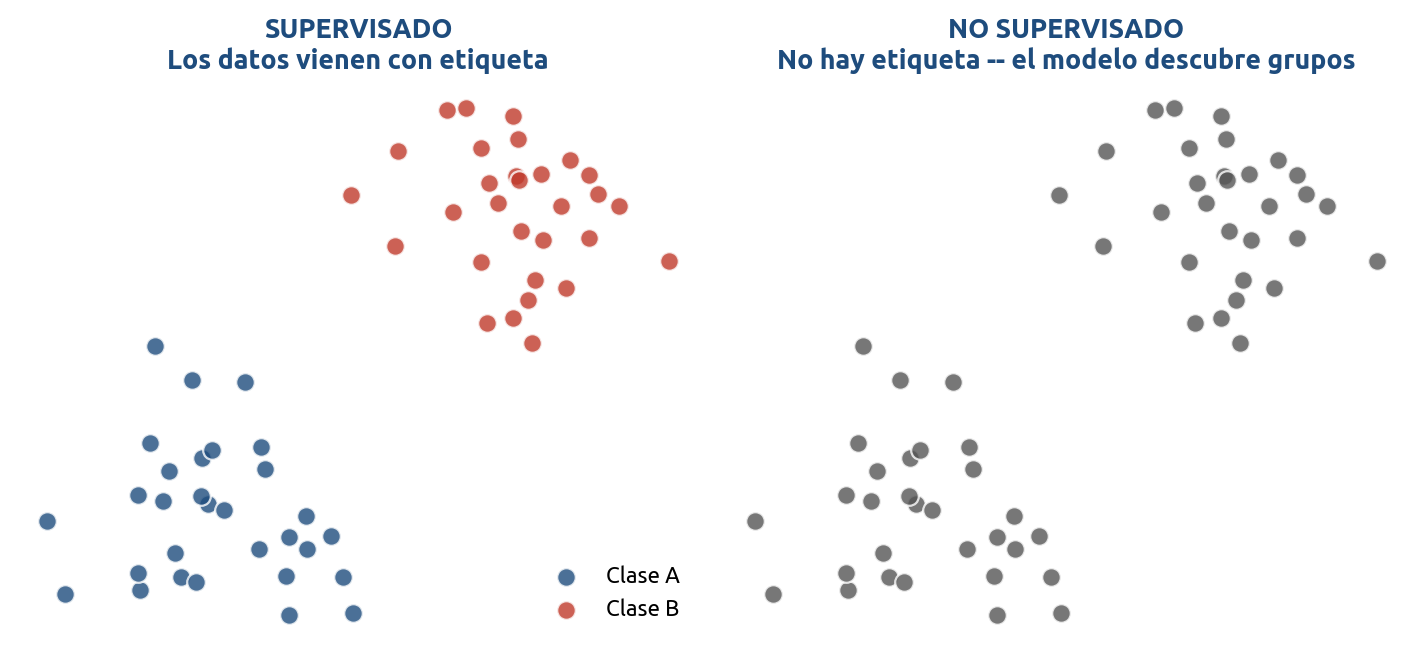 SUPERVISADO
Los datos vienen con etiqueta
NO SUPERVISADO
No hay etiqueta -- el modelo descubre grupos
Clase A
Clase B